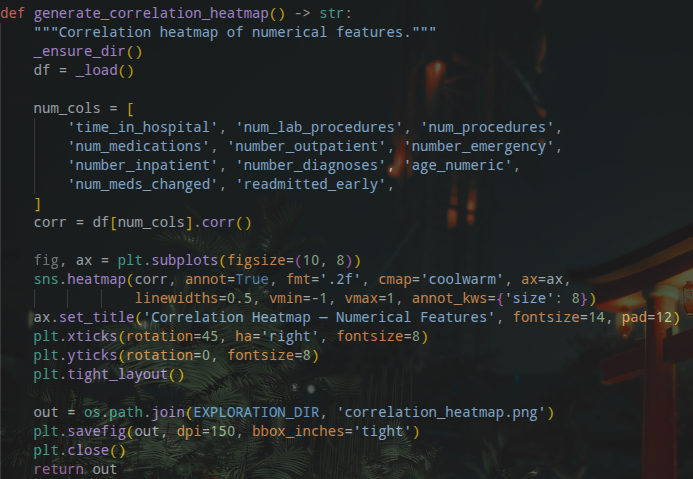 def generate_correlation_heatmap() -> str:
    """Correlation heatmap of numerical features."""
    _ensure_dir()
    df = _load()

    num_cols = [
        'time_in_hospital', 'num_lab_procedures', 'num_procedures',
        'num_medications', 'number_outpatient', 'number_emergency',
        'number_inpatient', 'number_diagnoses', 'age_numeric',
        'num_meds_changed', 'readmitted_early',
    ]
    corr = df[num_cols].corr()

    fig, ax = plt.subplots(figsize=(10, 8))
    sns.heatmap(corr, annot=True, fmt='.2f', cmap='coolwarm', ax=ax,
                linewidths=0.5, vmin=-1, vmax=1, annot_kws={'size': 8})
    ax.set_title('Correlation Heatmap — Numerical Features', fontsize=14, pad=12)
    plt.xticks(rotation=45, ha='right', fontsize=8)
    plt.yticks(rotation=0, fontsize=8)
    plt.tight_layout()

    out = os.path.join(EXPLORATION_DIR, 'correlation_heatmap.png')
    plt.savefig(out, dpi=150, bbox_inches='tight')
    plt.close()
    return out